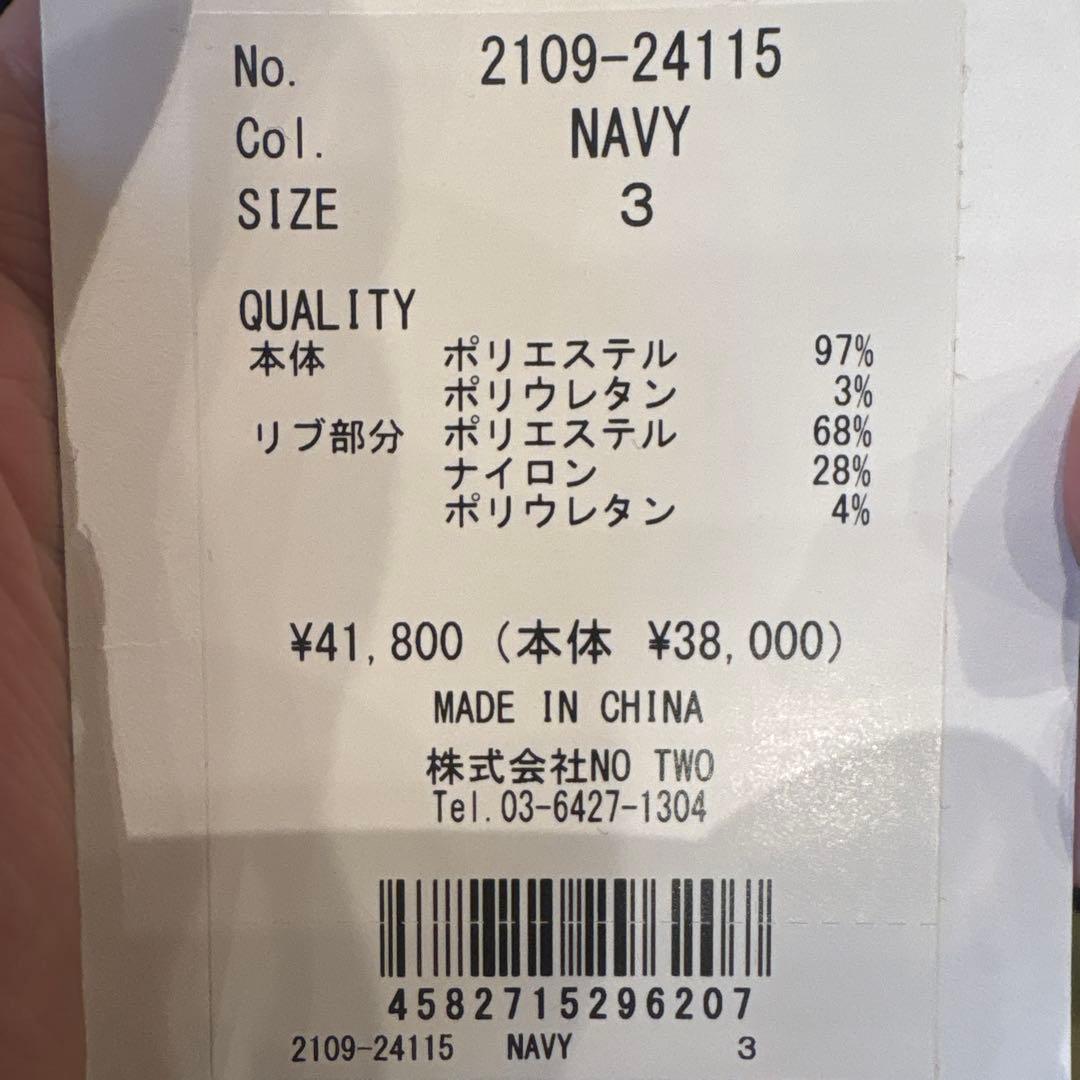 No. 2109-24115
Col. NAVY
SIZE 3
QUALITY
本体 ポリエステル 97%
ポリウレタン 3%
リブ部分 ポリエステル 68%
ナイロン 28%
ポリウレタン 4%
¥41,800 (本体 ¥38,000)
MADE IN CHINA
株式会社NO TWO
Tel.03-6427-1304
4582715296207
2109-24115 NAVY 3